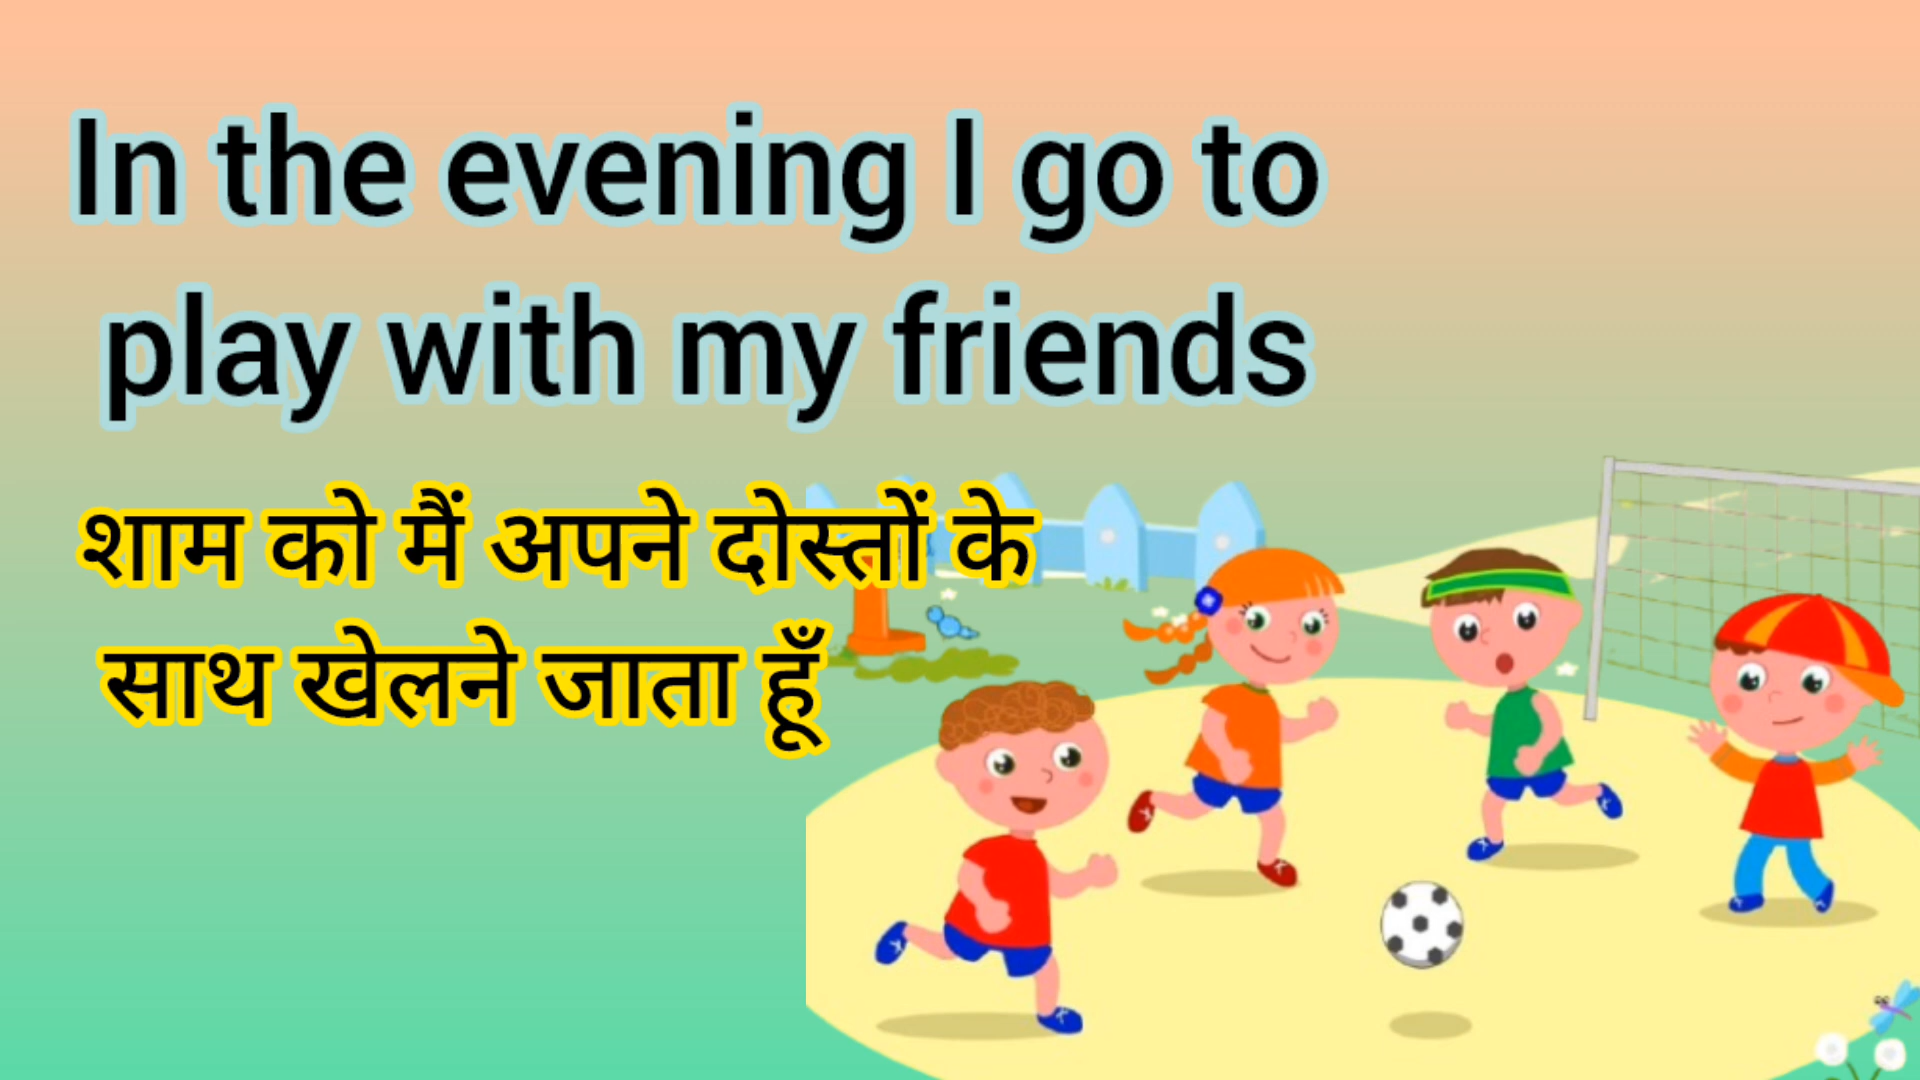 In the evening I go to
play with my friends
शाम को मैं अपने दोस्तों के
साथ खेलने जाता हूँ